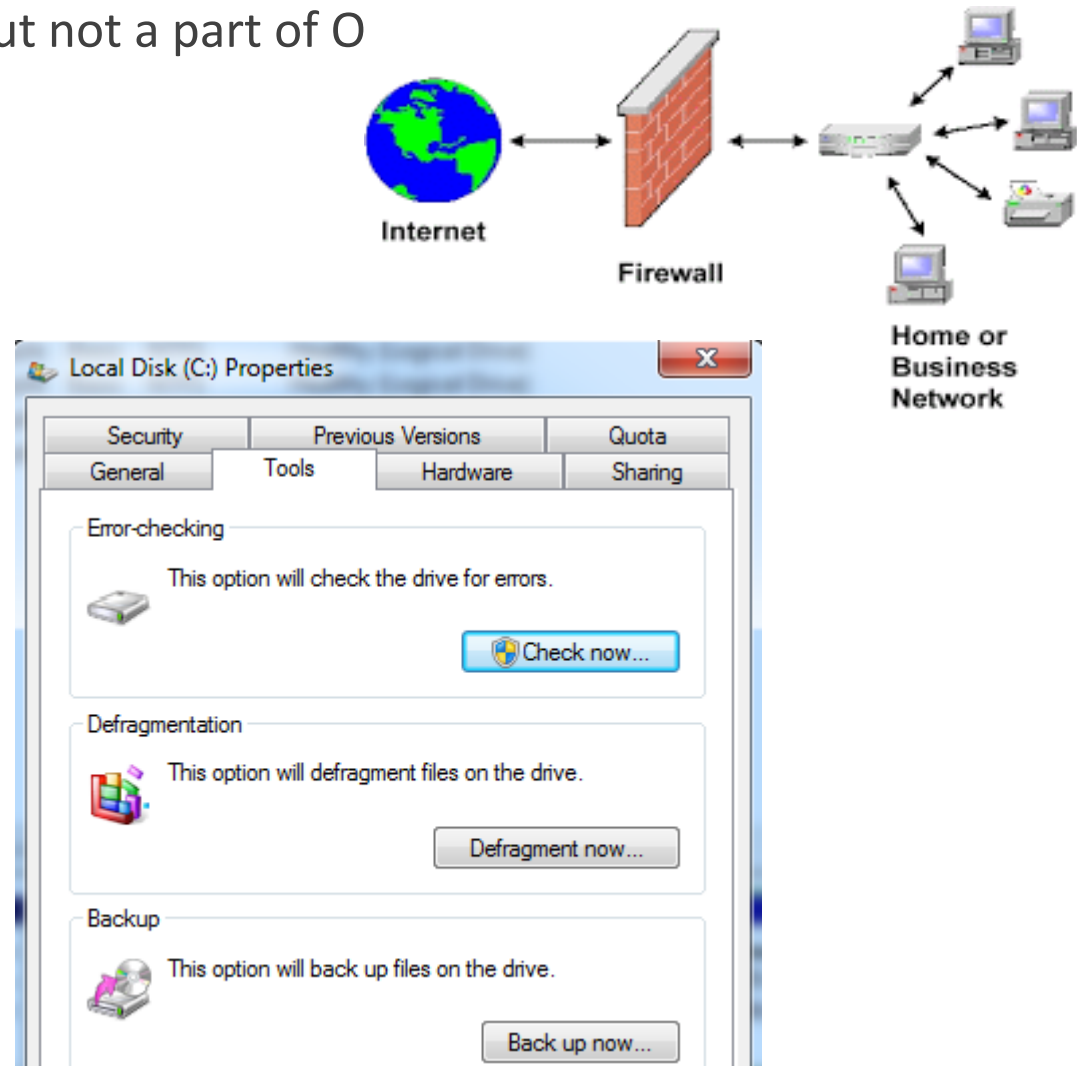 ut not a part of O
Internet
Firewall
Home or
Business
Network
Local Disk (C:) Properties
Security Previous Versions Quota
General Tools Hardware Sharing
Error-checking
This option will check the drive for errors.
Check now...
Defragmentation
This option will defragment files on the drive.
Defragment now...
Backup
This option will back up files on the drive.
Back up now...